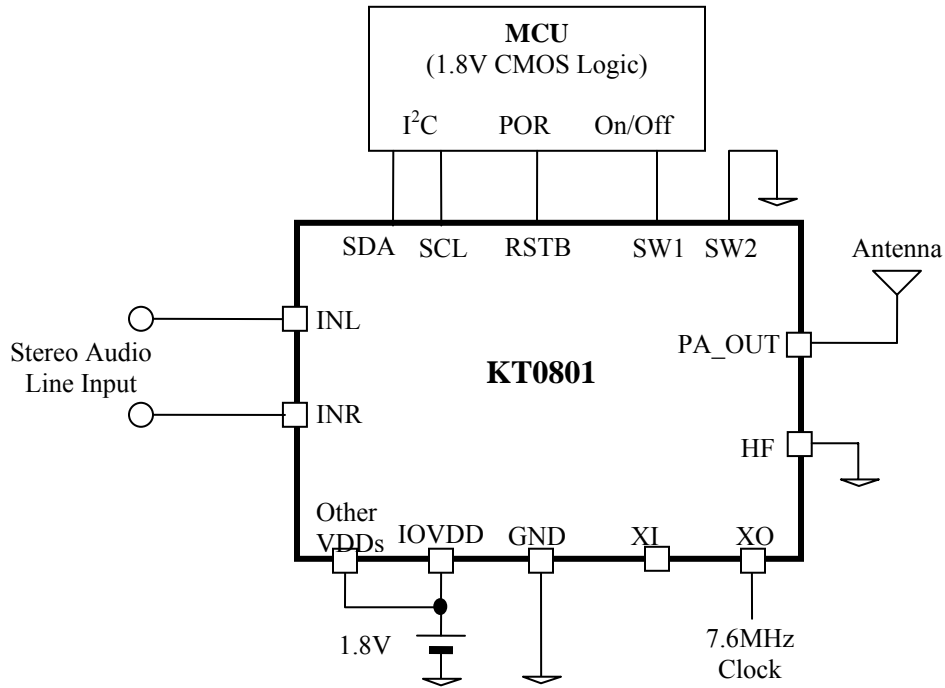 MCU
(1.8V CMOS Logic)
I²C POR On/Off
SDA SCL RSTB SW1 SW2
Antenna
INL
PA_OUT
Stereo Audio
Line Input
KT0801
INR
HF
Other
VDDs IOVDD GND XI XO
1.8V
7.6MHz
Clock